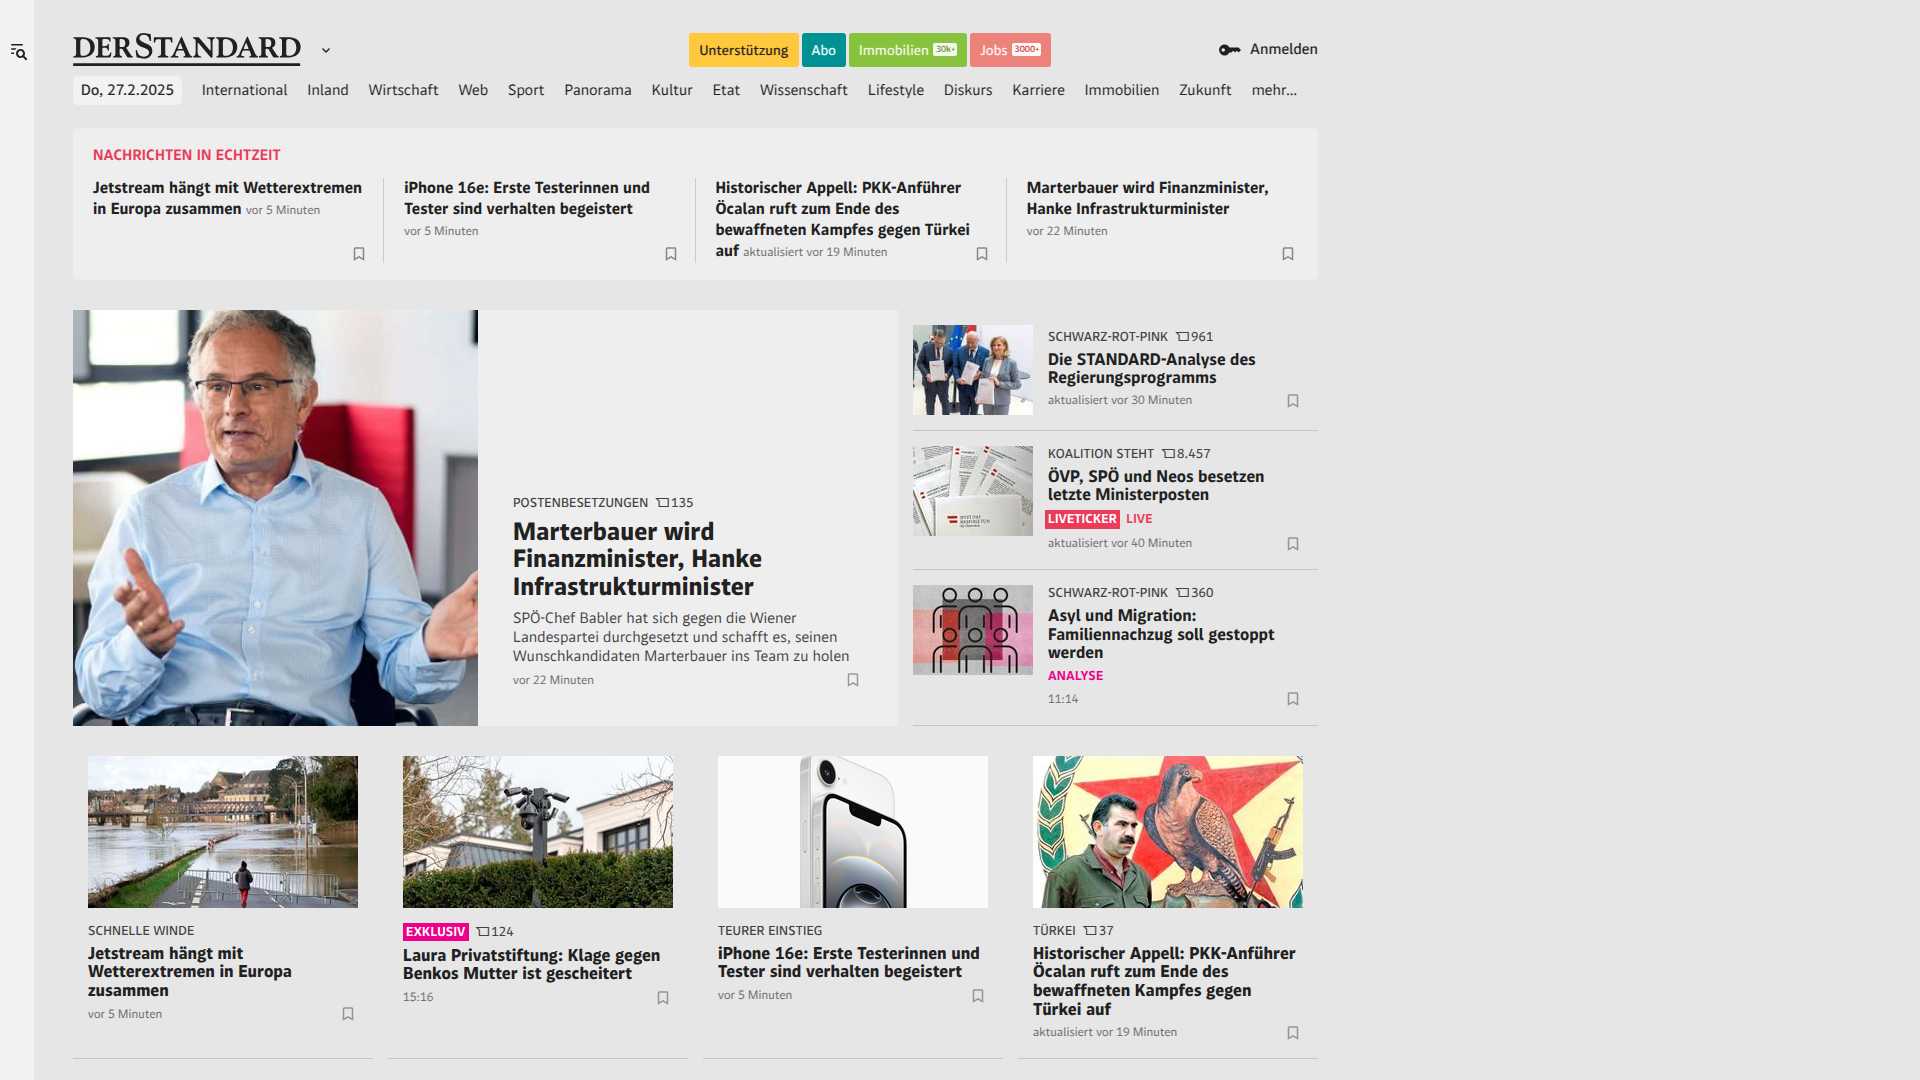 DERSTANDARD
Unterstützung
Abo
Immobilien 30k+
Jobs 3000+
Anmelden
Do, 27.2.2025
International
Inland
Wirtschaft
Web
Sport
Panorama
Kultur
Etat
Wissenschaft
Lifestyle
Diskurs
Karriere
Immobilien
Zukunft
mehr...
NACHRICHTEN IN ECHTZEIT
Jetstream hängt mit Wetterextremen
in Europa zusammen vor 5 Minuten
iPhone 16e: Erste Testerinnen und
Tester sind verhalten begeistert
vor 5 Minuten
Historischer Appell: PKK-Anführer
Öcalan ruft zum Ende des
bewaffneten Kampfes gegen Türkei
auf aktualisiert vor 19 Minuten
Marterbauer wird Finanzminister,
Hanke Infrastrukturminister
vor 22 Minuten
POSTENBESETZUNGEN 135
Marterbauer wird
Finanzminister, Hanke
Infrastrukturminister
SPÖ-Chef Babler hat sich gegen die Wiener
Landespartei durchgesetzt und schafft es, seinen
Wunschkandidaten Marterbauer ins Team zu holen
vor 22 Minuten
SCHWARZ-ROT-PINK 961
Die STANDARD-Analyse des
Regierungsprogramms
aktualisiert vor 30 Minuten
KOALITION STEHT 8.457
ÖVP, SPÖ und Neos besetzen
letzte Ministerposten
LIVETICKER LIVE
aktualisiert vor 40 Minuten
SCHWARZ-ROT-PINK 360
Asyl und Migration:
Familiennachzug soll gestoppt
werden
ANALYSE
11:14
SCHNELLE WINDE
Jetstream hängt mit
Wetterextremen in Europa
zusammen
vor 5 Minuten
EXKLUSIV 124
Laura Privatstiftung: Klage gegen
Benkos Mutter ist gescheitert
15:16
TEURER EINSTIEG
iPhone 16e: Erste Testerinnen und
Tester sind verhalten begeistert
vor 5 Minuten
TÜRKEI 37
Historischer Appell: PKK-Anführer
Öcalan ruft zum Ende des
bewaffneten Kampfes gegen
Türkei auf
aktualisiert vor 19 Minuten